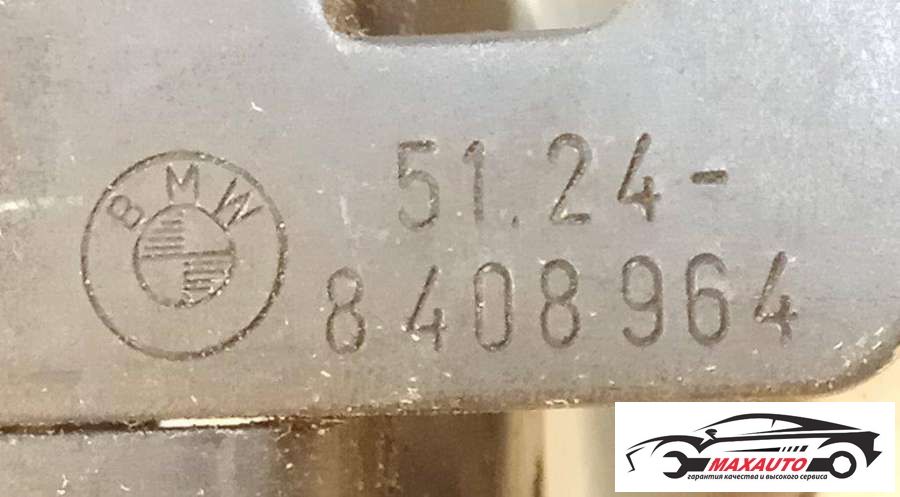 BMW
51.24-
8408964
MAXAUTO
гарантия качества и высокого сервиса